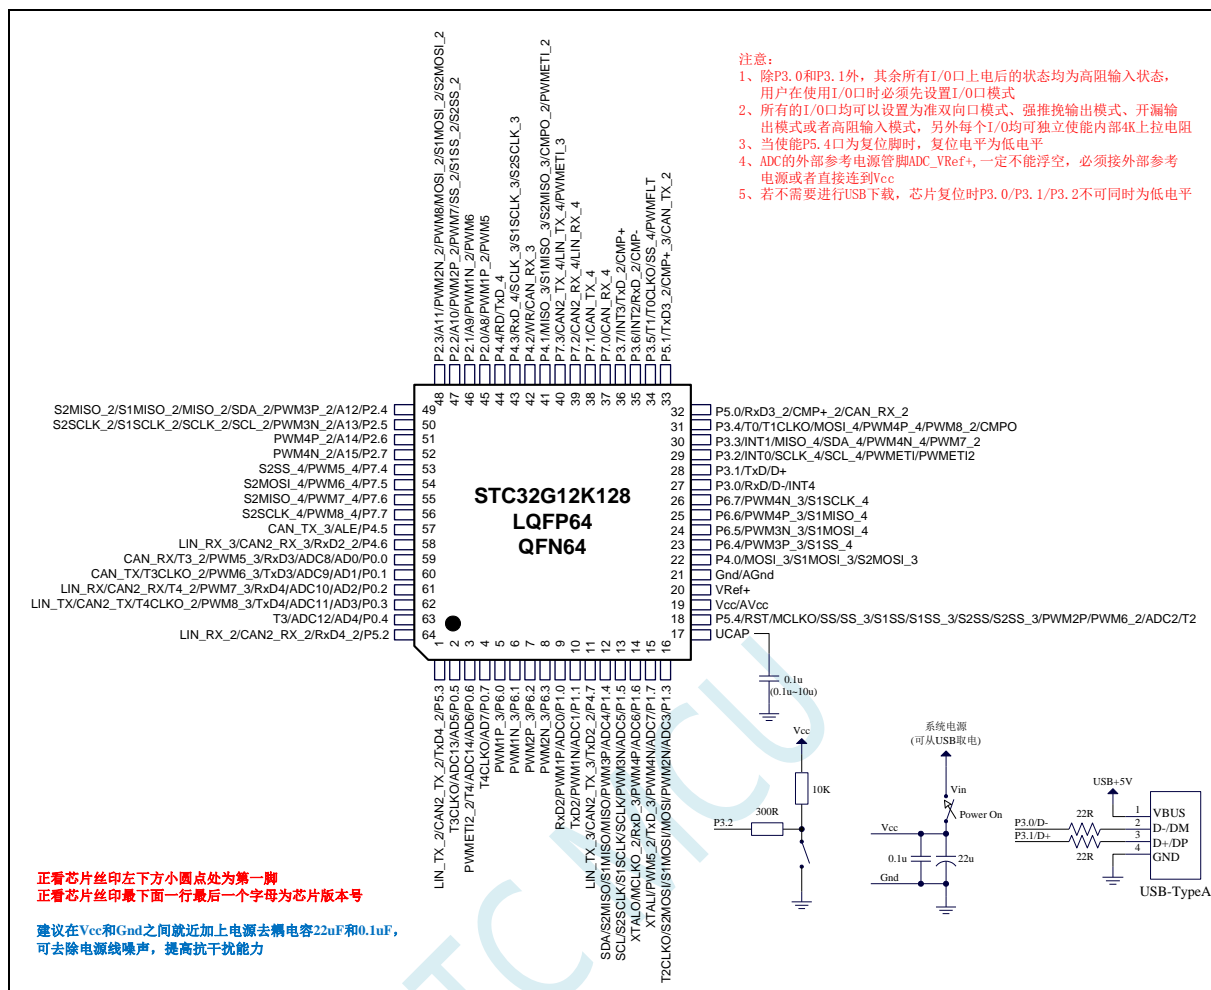 注意：
1、除P3.0和P3.1外，其余所有I/O口上电后的状态均为高阻输入状态，
用户在使用I/O口时必须先设置I/O口模式
2、所有的I/O口均可以设置为准双向口模式、强推挽输出模式、开漏输
出模式或者高阻输入模式，另外每个I/O均可独立使能内部4K上拉电阻
3、当使能P5.4口为复位脚时，复位电平为低电平
4、ADC的外部参考电源管脚ADC_VRef+,一定不能浮空，必须接外部参考
电源或者直接连到Vcc
5、若不需要进行USB下载，芯片复位时P3.0/P3.1/P3.2不可同时为低电平
P2.3/A11/PWM2N_2/PWM8/MOSI_2/S1MOSI_2/S2MOSI_2
P2.2/A10/PWM2P_2/PWM7/SS_2/S1SS_2/S2SS_2
P2.1/A9/PWM1N_2/PWM6
P2.0/A8/PWM1P_2/PWM5
P4.4/RD/TxD_4
P4.3/RxD_4/SCLK_3/S1SCLK_3/S2SCLK_3
P4.2/WR/CAN_RX_3
P4.1/MISO_3/S1MISO_3/S2MISO_3/CMPO_2/PWMETI_2
P7.3/CAN2_TX_4/LIN_TX_4/PWMETI_3
P7.2/CAN2_RX_4/LIN_RX_4
P7.1/CAN_TX_4
P7.0/CAN_RX_4
P3.7/INT3/TxD_2/CMP+
P3.6/INT2/RxD_2/CMP-
P3.5/T1/T0CLKO/SS_4/PWMFLT
P5.1/TxD3_2/CMP+_3/CAN_TX_2
48 47 46 45 44 43 42 41 40 39 38 37 36 35 34 33
S2MISO_2/S1MISO_2/MISO_2/SDA_2/PWM3P_2/A12/P2.4 49
S2SCLK_2/S1SCLK_2/SCLK_2/SCL_2/PWM3N_2/A13/P2.5 50
PWM4P_2/A14/P2.6 51
PWM4N_2/A15/P2.7 52
S2SS_4/PWM5_4/P7.4 53
S2MOSI_4/PWM6_4/P7.5 54
S2MISO_4/PWM7_4/P7.6 55
S2SCLK_4/PWM8_4/P7.7 56
CAN_TX_3/ALE/P4.5 57
LIN_RX_3/CAN2_RX_3/RxD2_2/P4.6 58
CAN_RX/T3_2/PWM5_3/RxD3/ADC8/AD0/P0.0 59
CAN_TX/T3CLKO_2/PWM6_3/TxD3/ADC9/AD1/P0.1 60
LIN_RX/CAN2_RX/T4_2/PWM7_3/RxD4/ADC10/AD2/P0.2 61
LIN_TX/CAN2_TX/T4CLKO_2/PWM8_3/TxD4/ADC11/AD3/P0.3 62
T3/ADC12/AD4/P0.4 63
LIN_RX_2/CAN2_RX_2/RxD4_2/P5.2 64
STC32G12K128
LQFP64
QFN64
32 P5.0/RxD3_2/CMP+_2/CAN_RX_2
31 P3.4/T0/T1CLKO/MOSI_4/PWM4P_4/PWM8_2/CMPO
30 P3.3/INT1/MISO_4/SDA_4/PWM4N_4/PWM7_2
29 P3.2/INT0/SCLK_4/SCL_4/PWMETI/PWMETI2
28 P3.1/TxD/D+
27 P3.0/RxD/D-/INT4
26 P6.7/PWM4N_3/S1SCLK_4
25 P6.6/PWM4P_3/S1MISO_4
24 P6.5/PWM3N_3/S1MOSI_4
23 P6.4/PWM3P_3/S1SS_4
22 P4.0/MOSI_3/S1MOSI_3/S2MOSI_3
21 Gnd/AGnd
20 VRef+
19 Vcc/AVcc
18 P5.4/RST/MCLKO/SS/SS_3/S1SS/S1SS_3/S2SS/S2SS_3/PWM2P/PWM6_2/ADC2/T2
17 UCAP
1 2 3 4 5 6 7 8 9 10 11 12 13 14 15 16
LIN_TX_2/CAN2_TX_2/TxD4_2/P5.3
T3CLKO/ADC13/AD5/P0.5
PWMETI2_2/T4/ADC14/AD6/P0.6
T4CLKO/AD7/P0.7
PWM1P_3/P6.0
PWM1N_3/P6.1
PWM2P_3/P6.2
PWM2N_3/P6.3
RxD2/PWM1P/ADC0/P1.0
TxD2/PWM1N/ADC1/P1.1
LIN_TX_3/CAN2_TX_3/TxD2_2/P4.7
SDA/S2MISO/S1MISO/MISO/PWM3P/ADC4/P1.4
SCL/S2SCLK/S1SCLK/SCLK/PWM3N/ADC5/P1.5
XTALO/MCLKO_2/RxD_3/PWM4P/ADC6/P1.6
XTALI/PWM5_2/TxD_3/PWM4N/ADC7/P1.7
T2CLKO/S2MOSI/S1MOSI/MOSI/PWM2N/ADC3/P1.3
0.1u
(0.1u~10u)
Vcc
10K
300R
P3.2
系统电源
(可从USB取电)
Vin
Power On
Vcc
0.1u
22u
Gnd
USB+5V
P3.0/D-
P3.1/D+
22R
22R
1 VBUS
2 D-/DM
3 D+/DP
4 GND
USB-TypeA
正看芯片丝印左下方小圆点处为第一脚
正看芯片丝印最下面一行最后一个字母为芯片版本号
建议在Vcc和Gnd之间就近加上电源去耦电容22uF和0.1uF，
可去除电源线噪声，提高抗干扰能力
TC MCU